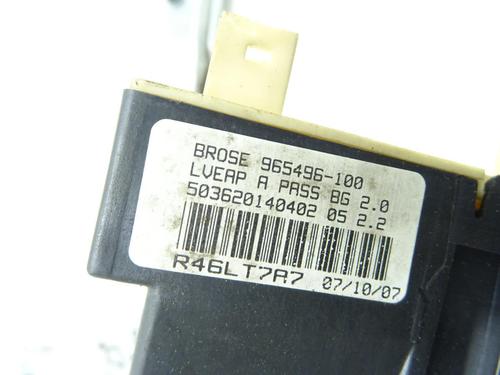 BROSE 965496-100
LVEAP A PASS BG 2.0
503620140402 05 2.2
R46LT7A7 07/10/07